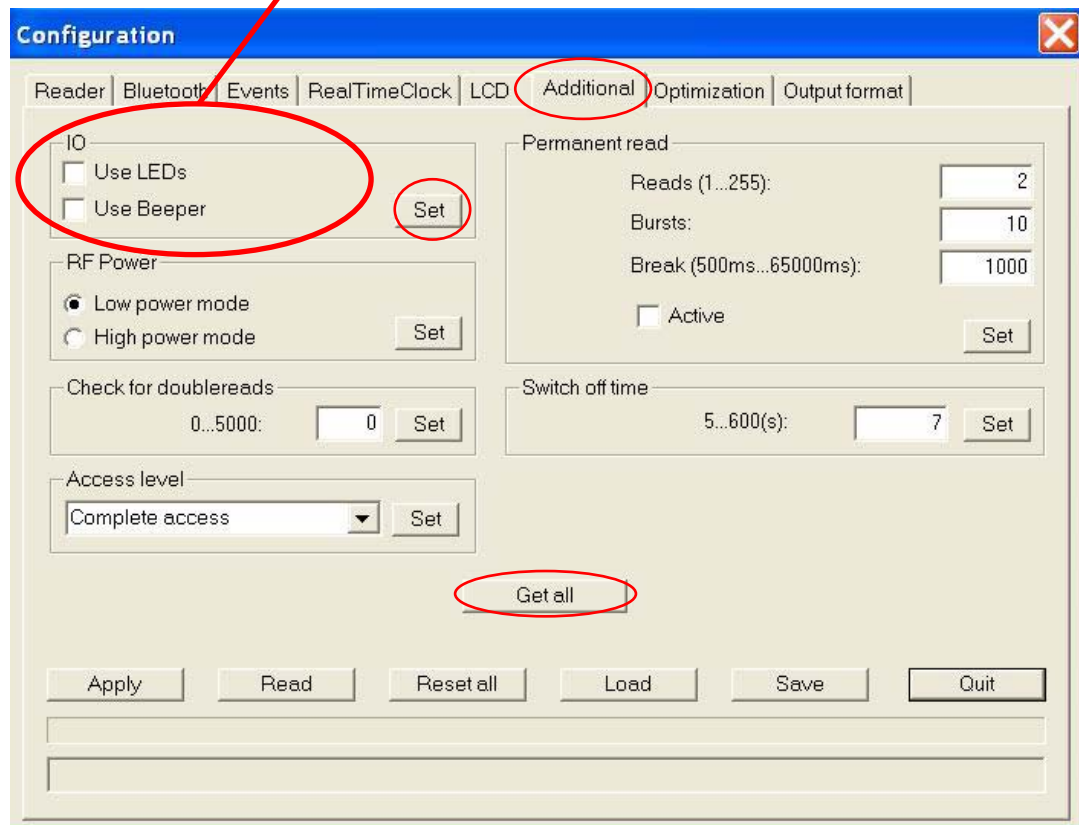 Configuration
Reader Bluetooth Events RealTimeClock LCD Additional Optimization Output format
IO
Use LEDs
Use Beeper
Set
RF Power
Low power mode
High power mode
Set
Check for doublereads
0...5000: 0 Set
Access level
Complete access Set
Permanent read
Reads (1...255): 2
Bursts: 10
Break (500ms...65000ms): 1000
Active
Set
Switch off time
5...600(s): 7 Set
Get all
Apply Read Reset all Load Save Quit